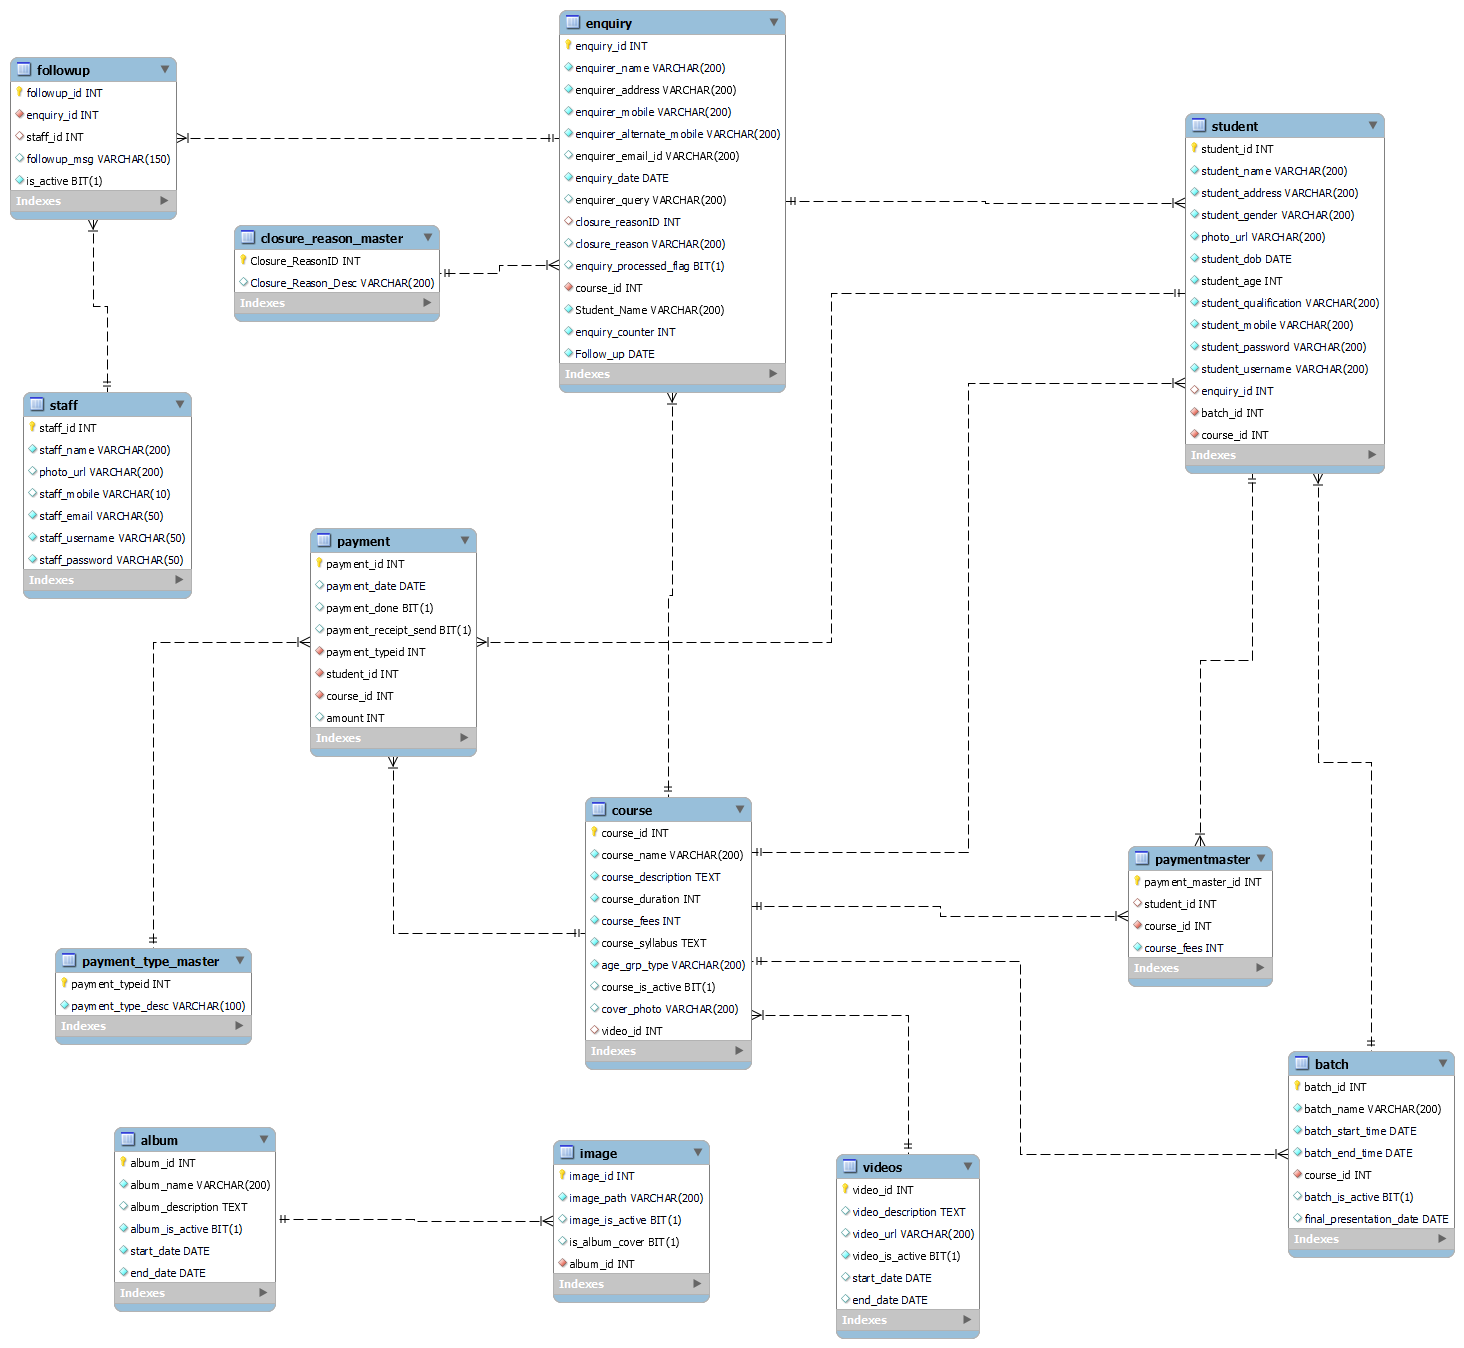 enquiry
enquiry_id INT
enquirer_name VARCHAR(200)
enquirer_address VARCHAR(200)
enquirer_mobile VARCHAR(200)
enquirer_alternate_mobile VARCHAR(200)
enquirer_email_id VARCHAR(200)
enquiry_date DATE
enquirer_query VARCHAR(200)
closure_reasonID INT
closure_reason VARCHAR(200)
enquiry_processed_flag BIT(1)
course_id INT
Student_Name VARCHAR(200)
enquiry_counter INT
Follow_up DATE
Indexes
followup
followup_id INT
enquiry_id INT
staff_id INT
followup_msg VARCHAR(150)
is_active BIT(1)
Indexes
student
student_id INT
student_name VARCHAR(200)
student_address VARCHAR(200)
student_gender VARCHAR(200)
photo_url VARCHAR(200)
student_dob DATE
student_age INT
student_qualification VARCHAR(200)
student_mobile VARCHAR(200)
student_password VARCHAR(200)
student_username VARCHAR(200)
enquiry_id INT
batch_id INT
course_id INT
Indexes
closure_reason_master
Closure_ReasonID INT
Closure_Reason_Desc VARCHAR(200)
Indexes
staff
staff_id INT
staff_name VARCHAR(200)
photo_url VARCHAR(200)
staff_mobile VARCHAR(10)
staff_email VARCHAR(50)
staff_username VARCHAR(50)
staff_password VARCHAR(50)
Indexes
payment
payment_id INT
payment_date DATE
payment_done BIT(1)
payment_receipt_send BIT(1)
payment_typeid INT
student_id INT
course_id INT
amount INT
Indexes
course
course_id INT
course_name VARCHAR(200)
course_description TEXT
course_duration INT
course_fees INT
course_syllabus TEXT
age_grp_type VARCHAR(200)
course_is_active BIT(1)
cover_photo VARCHAR(200)
video_id INT
Indexes
paymentmaster
payment_master_id INT
student_id INT
course_id INT
course_fees INT
Indexes
payment_type_master
payment_typeid INT
payment_type_desc VARCHAR(100)
Indexes
batch
batch_id INT
batch_name VARCHAR(200)
batch_start_time DATE
batch_end_time DATE
course_id INT
batch_is_active BIT(1)
final_presentation_date DATE
Indexes
album
album_id INT
album_name VARCHAR(200)
album_description TEXT
album_is_active BIT(1)
start_date DATE
end_date DATE
Indexes
image
image_id INT
image_path VARCHAR(200)
image_is_active BIT(1)
is_album_cover BIT(1)
album_id INT
Indexes
videos
video_id INT
video_description TEXT
video_url VARCHAR(200)
video_is_active BIT(1)
start_date DATE
end_date DATE
Indexes